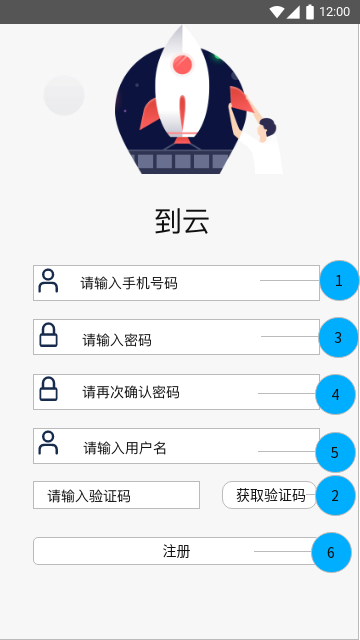 12:00
到云
请输入手机号码 1
请输入密码 3
请再次确认密码 4
请输入用户名 5
请输入验证码 获取验证码 2
注册 6